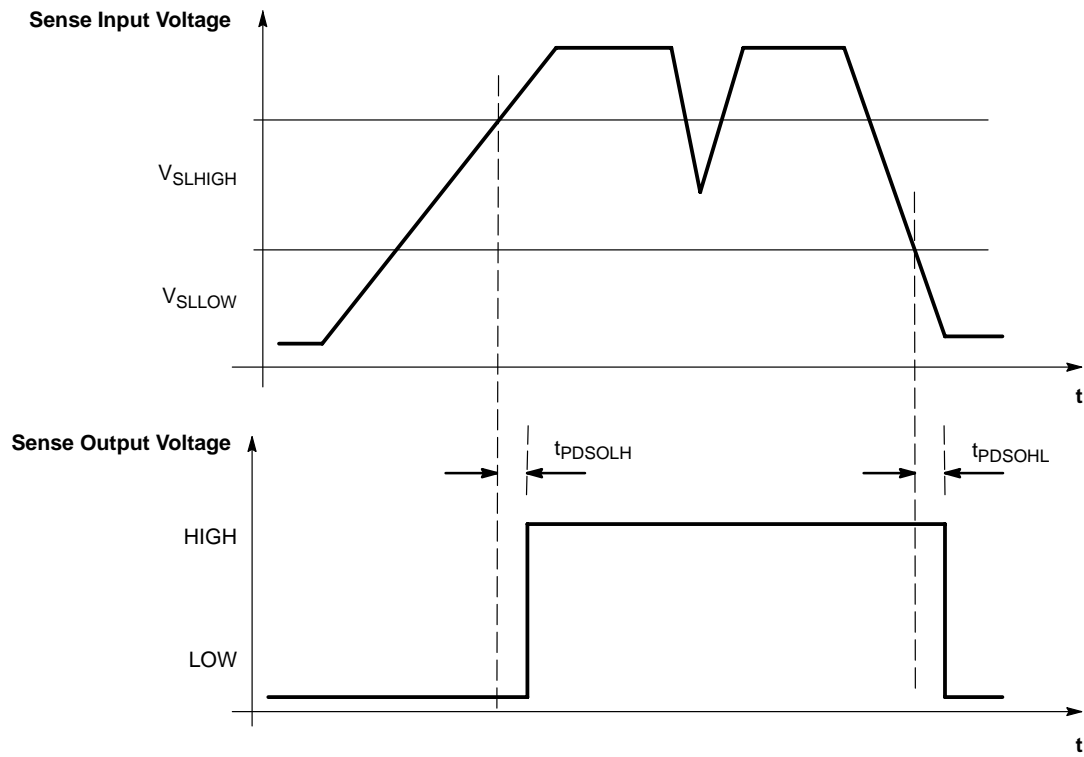 Sense Input Voltage
VSLHIGH
VSLLOW
t
Sense Output Voltage
tPDSOLH
tPDSOHL
HIGH
LOW
t